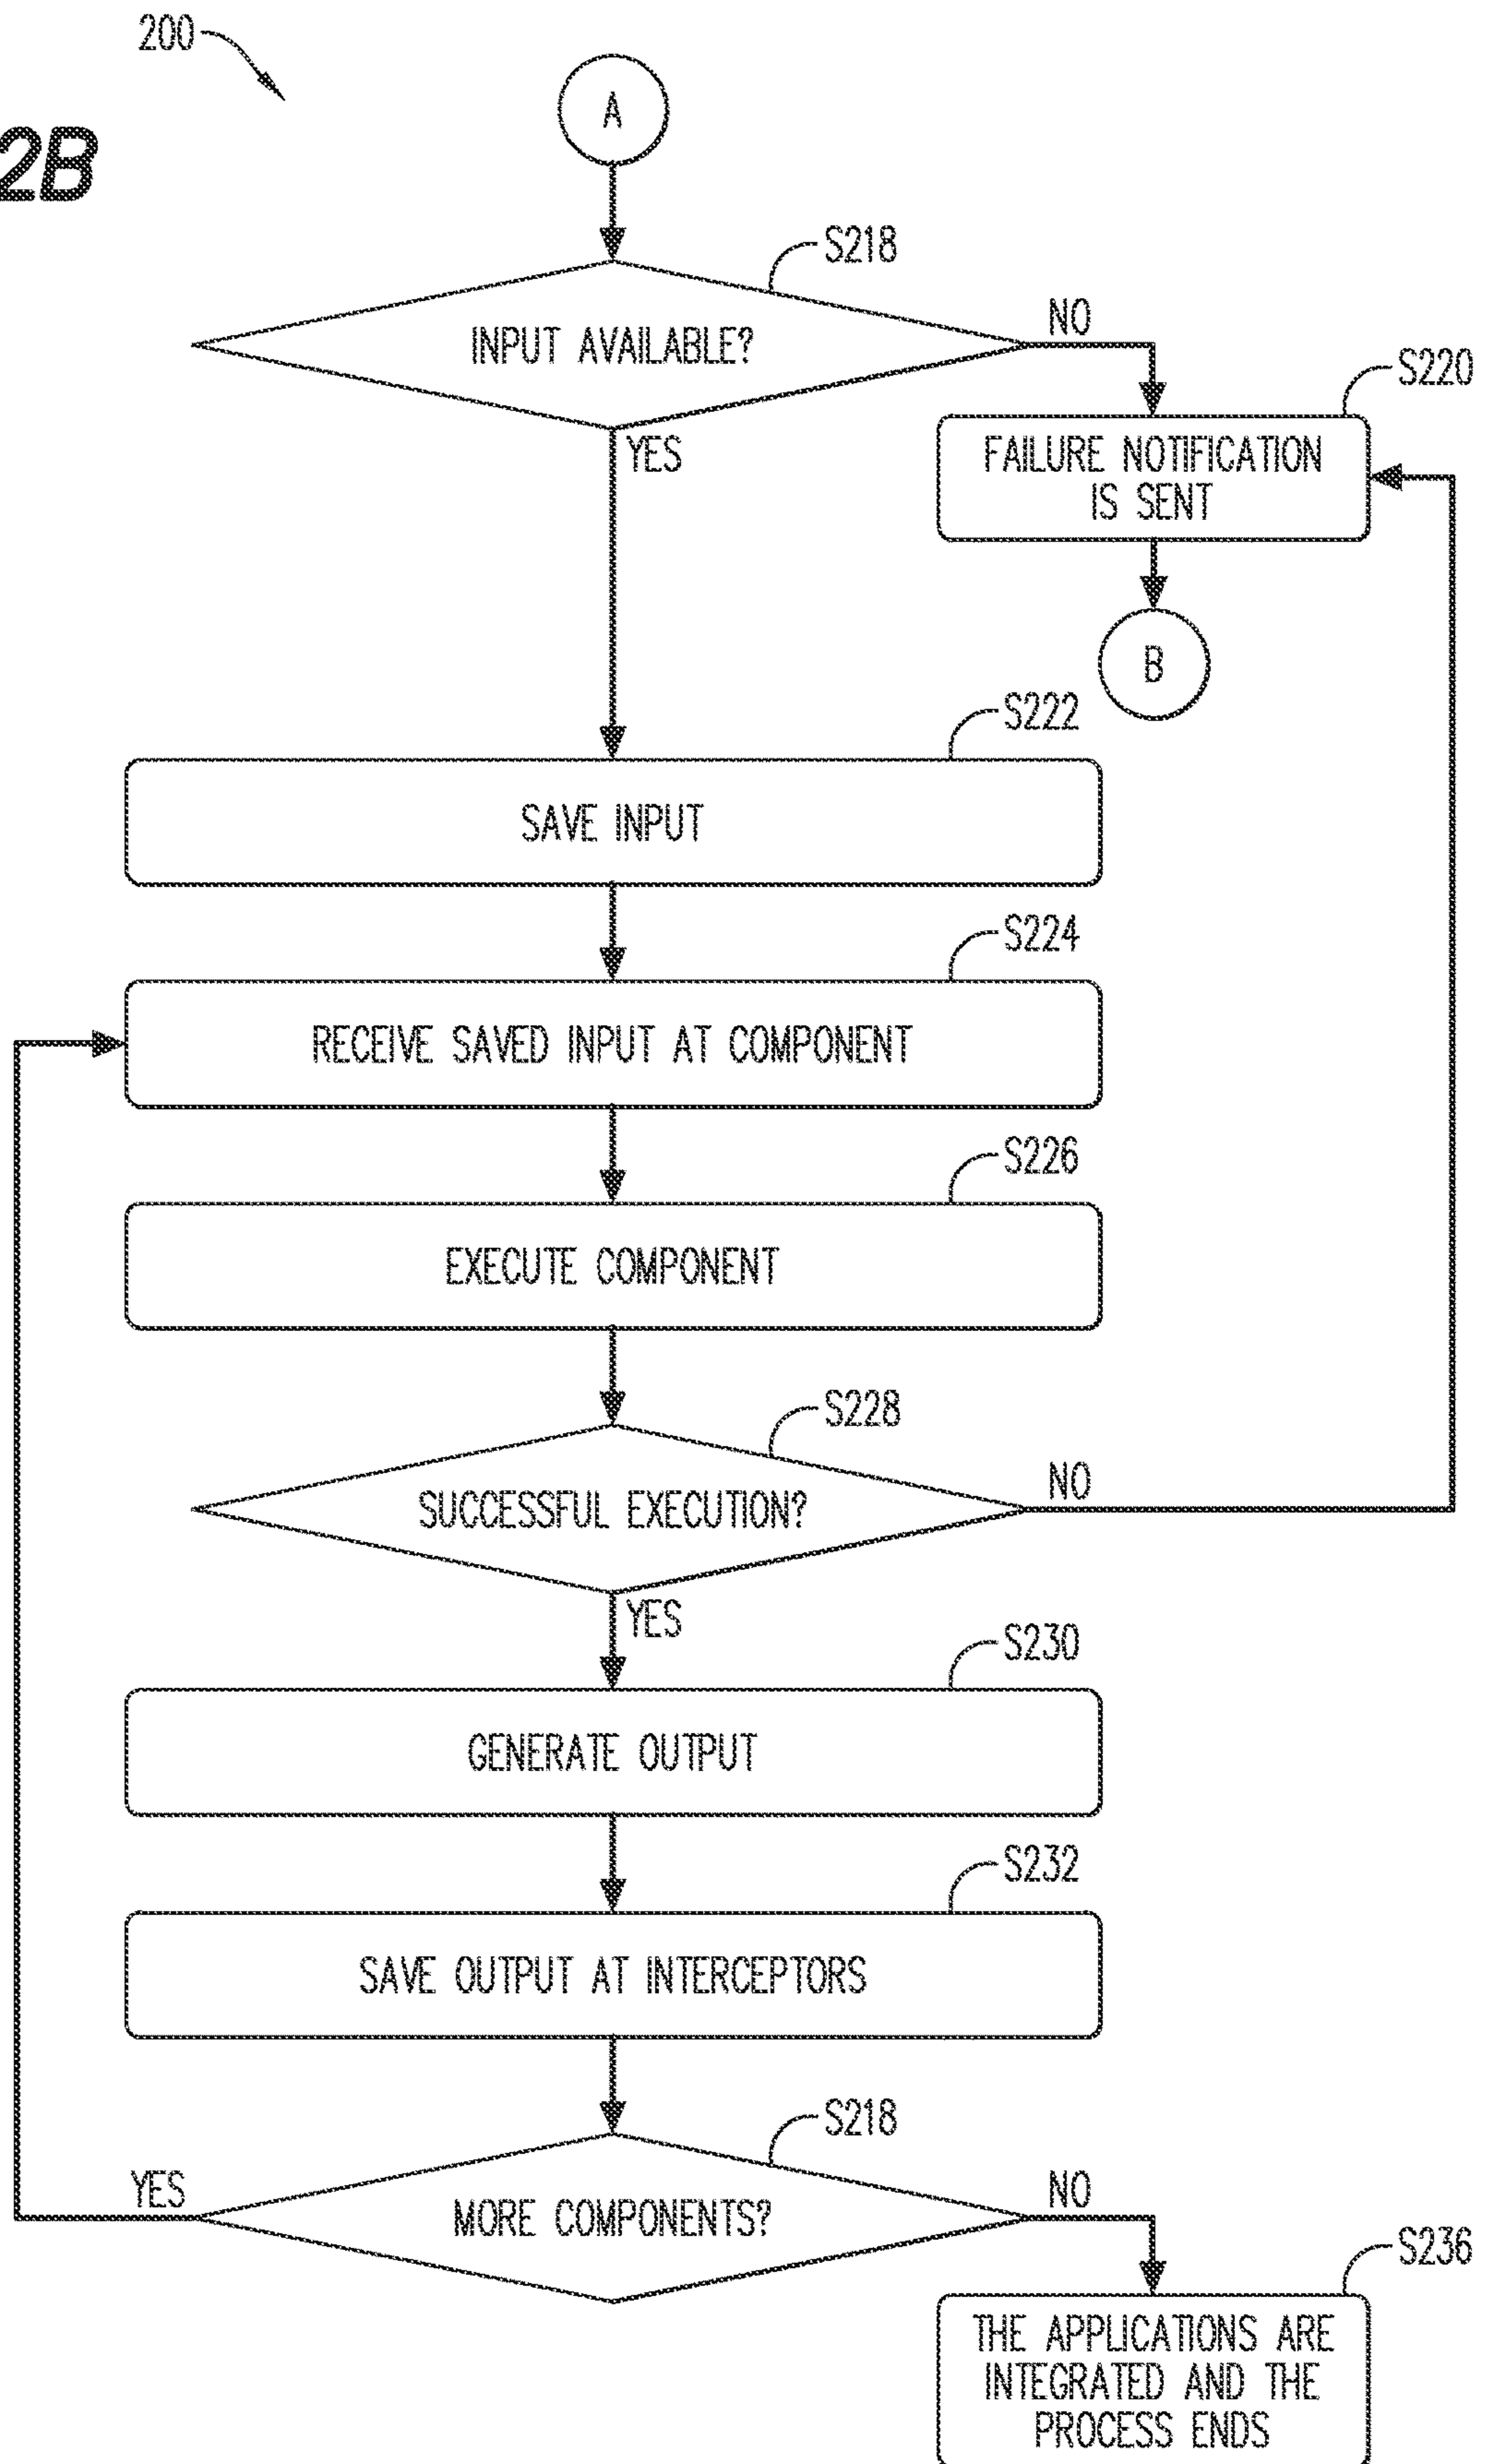 200
2B
A
S218
INPUT AVAILABLE?
NO
YES
S220
FAILURE NOTIFICATION
IS SENT
B
S222
SAVE INPUT
S224
RECEIVE SAVED INPUT AT COMPONENT
S226
EXECUTE COMPONENT
S228
SUCCESSFUL EXECUTION?
NO
YES
S230
GENERATE OUTPUT
S232
SAVE OUTPUT AT INTERCEPTORS
S218
YES
MORE COMPONENTS?
NO
S236
THE APPLICATIONS ARE
INTEGRATED AND THE
PROCESS ENDS